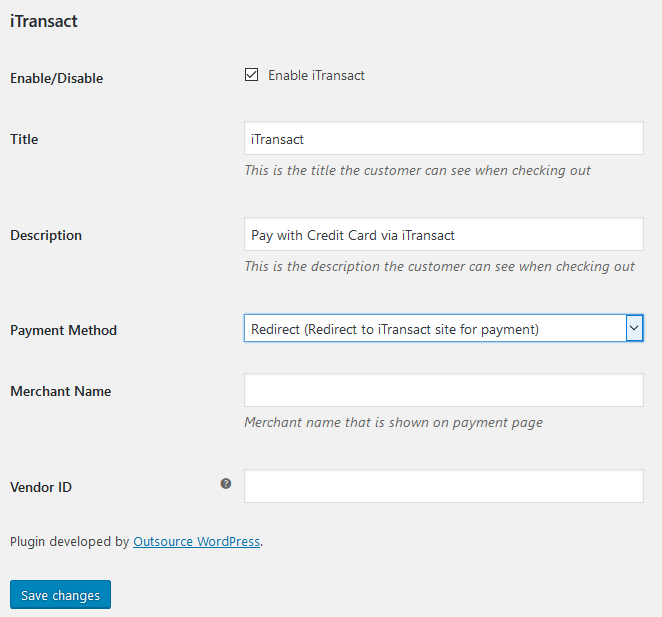 iTransact
Enable/Disable
Enable iTransact
Title
iTransact
This is the title the customer can see when checking out
Description
Pay with Credit Card via iTransact
This is the description the customer can see when checking out
Payment Method
Redirect (Redirect to iTransact site for payment)
Merchant Name
Merchant name that is shown on payment page
Vendor ID
?
Plugin developed by Outsource WordPress.
Save changes